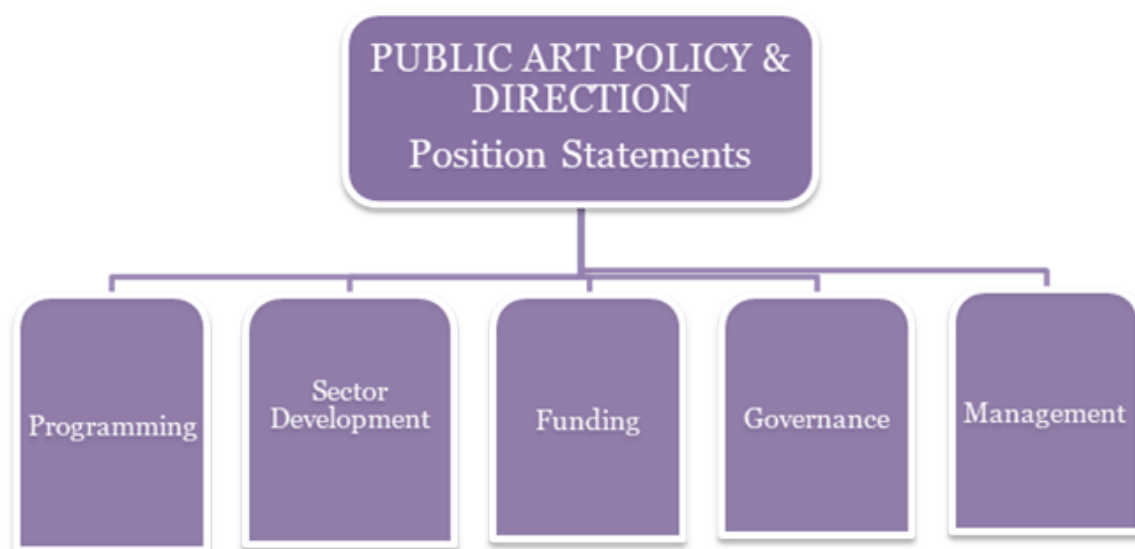 PUBLIC ART POLICY &
DIRECTION
Position Statements
Programming
Sector
Development
Funding
Governance
Management